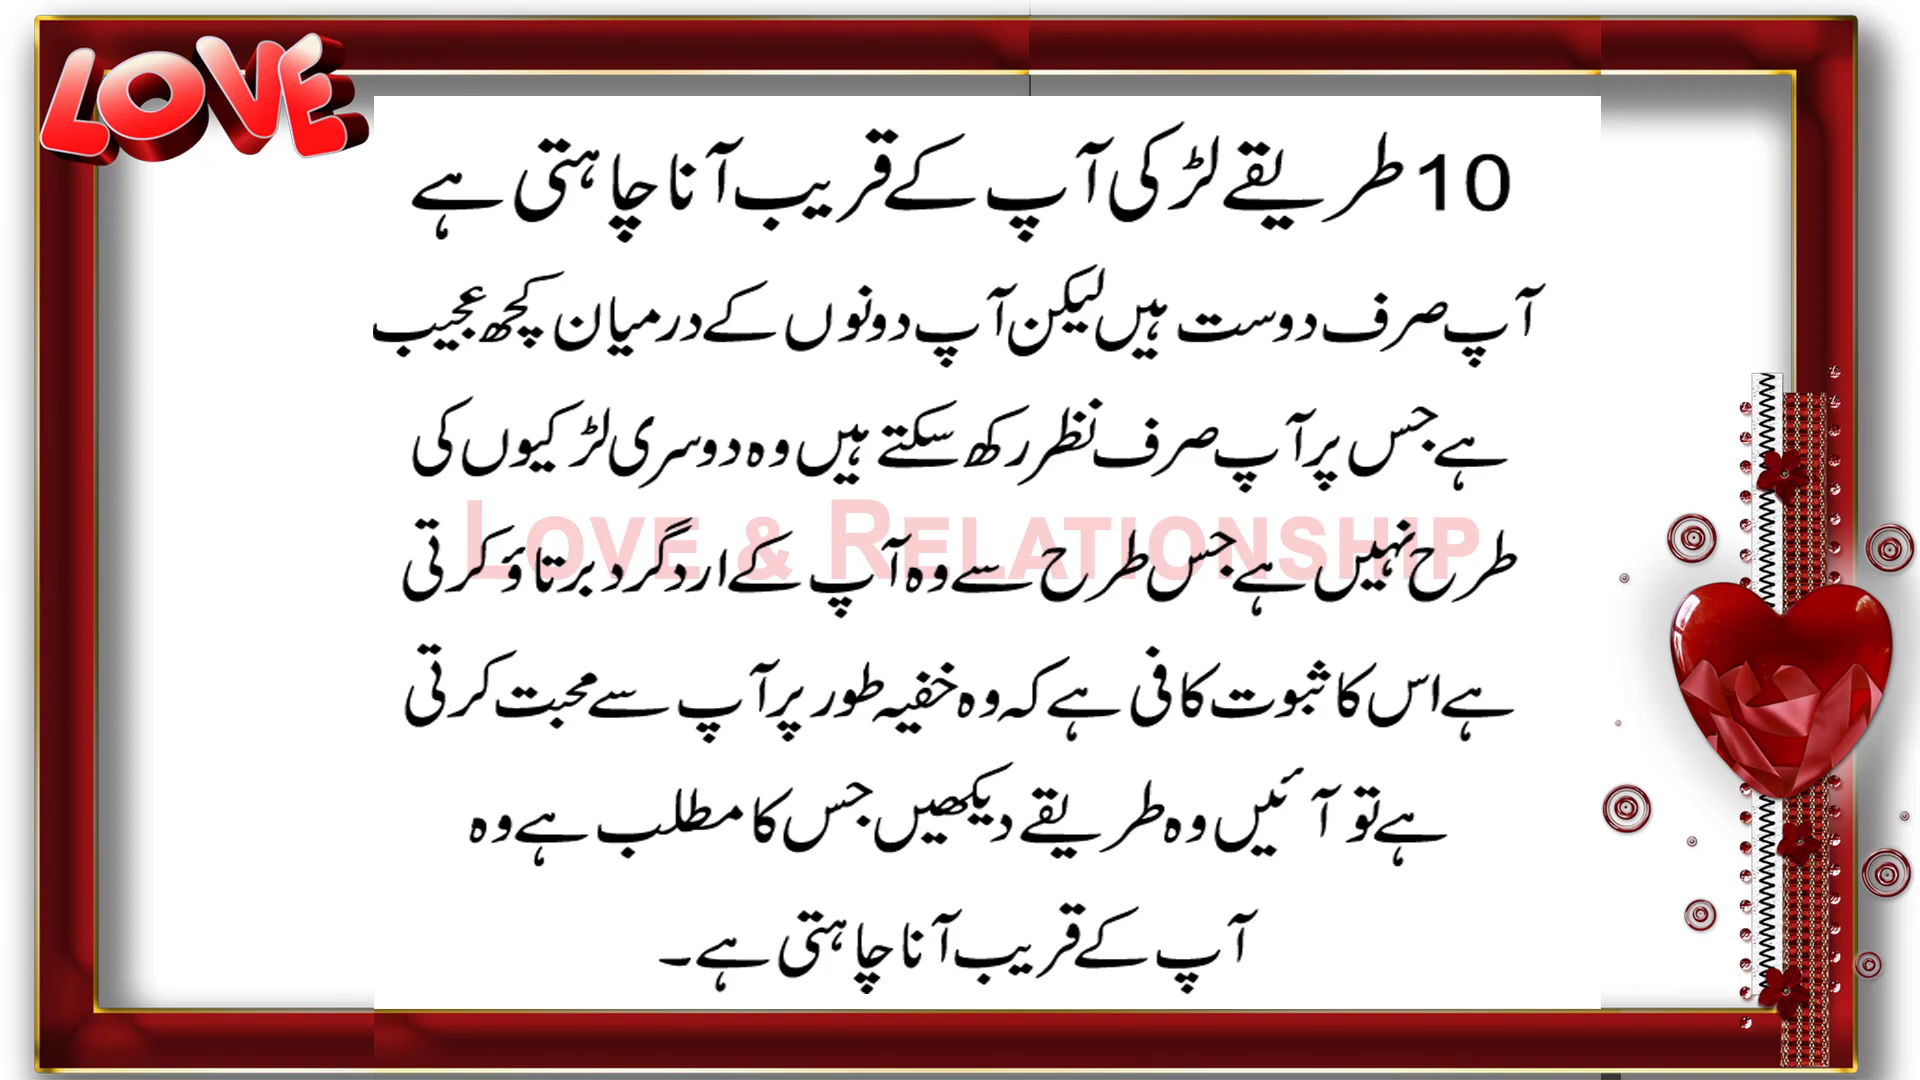 LOVE
10 طریقے لڑکی آپ کے قریب آنا چاہتی ہے
آپ صرف دوست ہیں لیکن آپ دونوں کے درمیان کچھ عجیب
ہے جس پر آپ صرف نظر رکھ سکتے ہیں وہ دوسری لڑکیوں کی
LOVE & RELATIONSHIP
طرح نہیں ہے جس طرح سے وہ آپ کے ارد گرد برتاؤ کرتی
ہے اس کا ثبوت کافی ہے کہ وہ خفیہ طور پر آپ سے محبت کرتی
ہے تو آئیں وہ طریقے دیکھیں جس کا مطلب ہے وہ
آپ کے قریب آنا چاہتی ہے۔